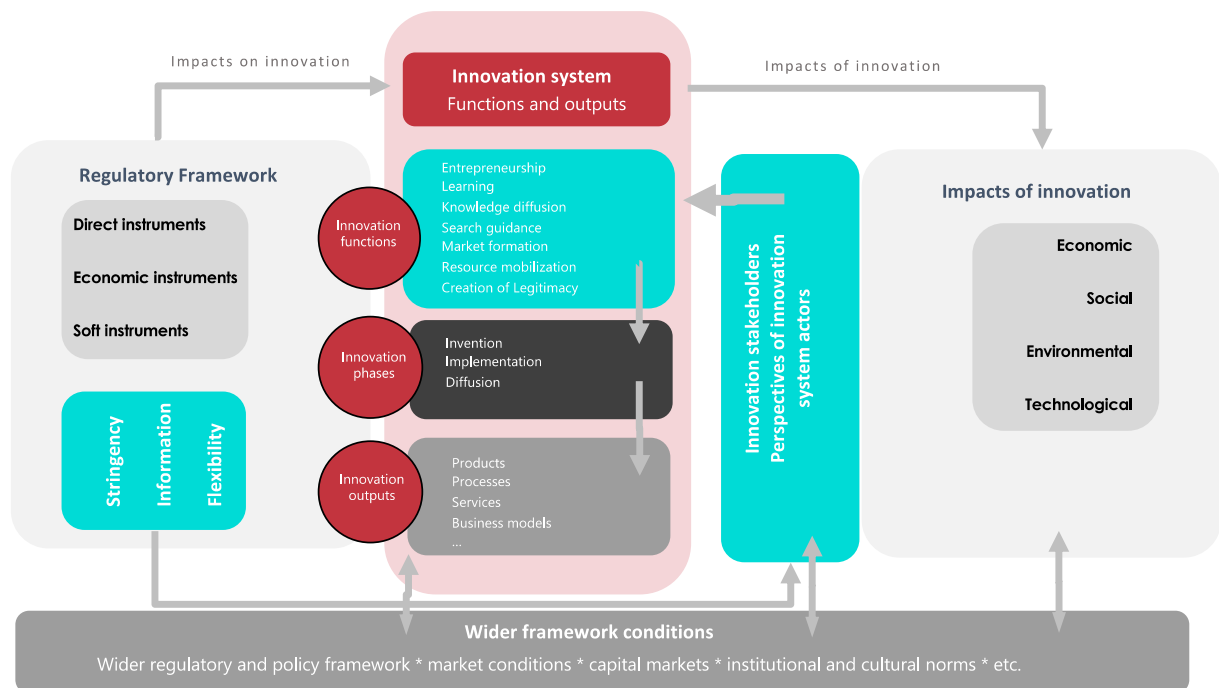 Impacts on innovation
Innovation system
Functions and outputs
Impacts of innovation
Regulatory Framework
Direct instruments
Economic instruments
Soft instruments
Stringency
Information
Flexibility
Innovation
functions
Entrepreneurship
Learning
Knowledge diffusion
Search guidance
Market formation
Resource mobilization
Creation of Legitimacy
Innovation
phases
Invention
Implementation
Diffusion
Innovation
outputs
Products
Processes
Services
Business models
...
Innovation stakeholders
Perspectives of innovation
system actors
Impacts of innovation
Economic
Social
Environmental
Technological
Wider framework conditions
Wider regulatory and policy framework * market conditions * capital markets * institutional and cultural norms * etc.